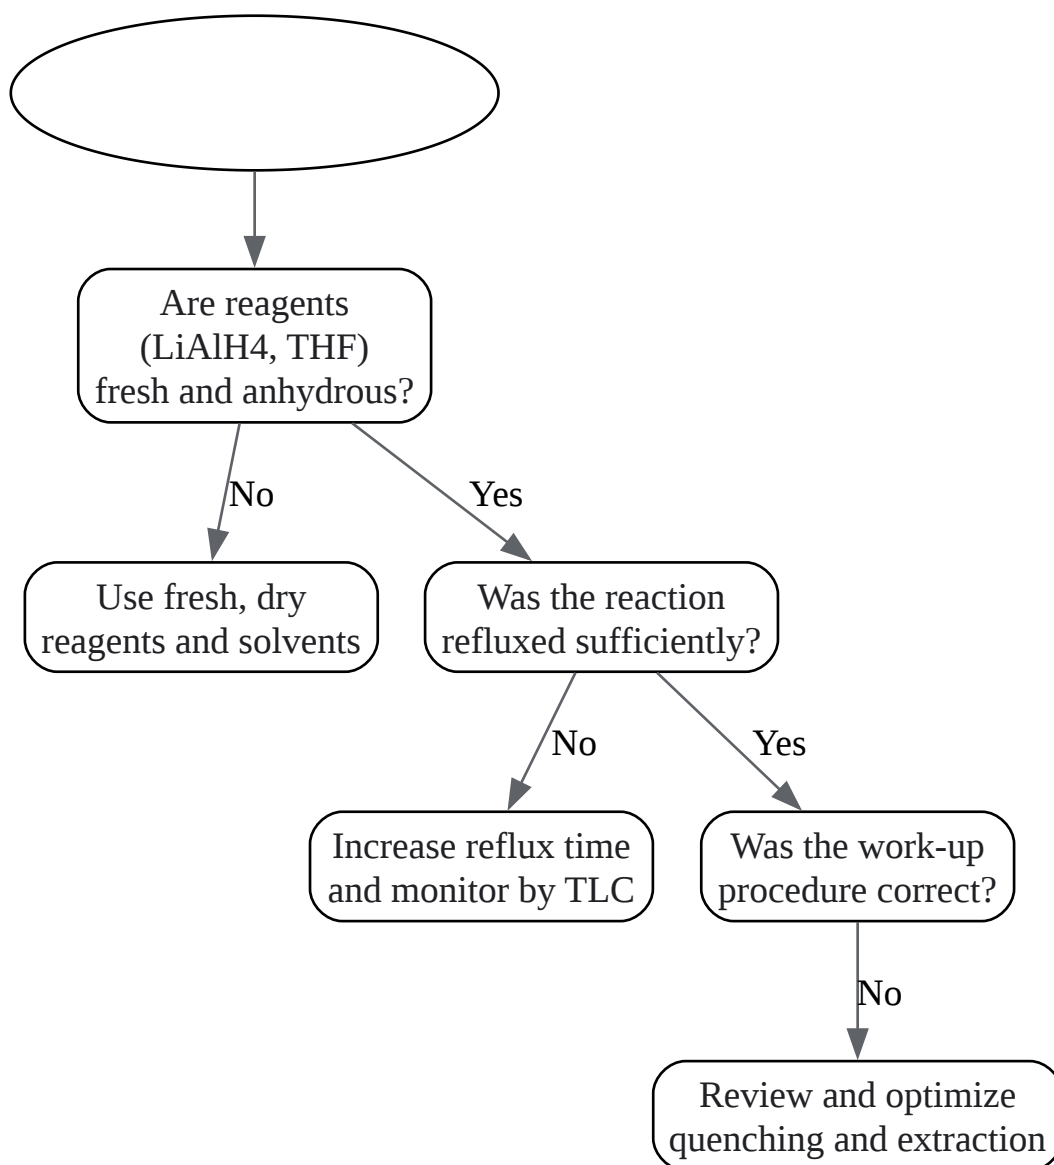 Are reagents
(LiAlH4, THF)
fresh and anhydrous?
No
Yes
Use fresh, dry
reagents and solvents
Was the reaction
refluxed sufficiently?
No
Yes
Increase reflux time
and monitor by TLC
Was the work-up
procedure correct?
No
Review and optimize
quenching and extraction